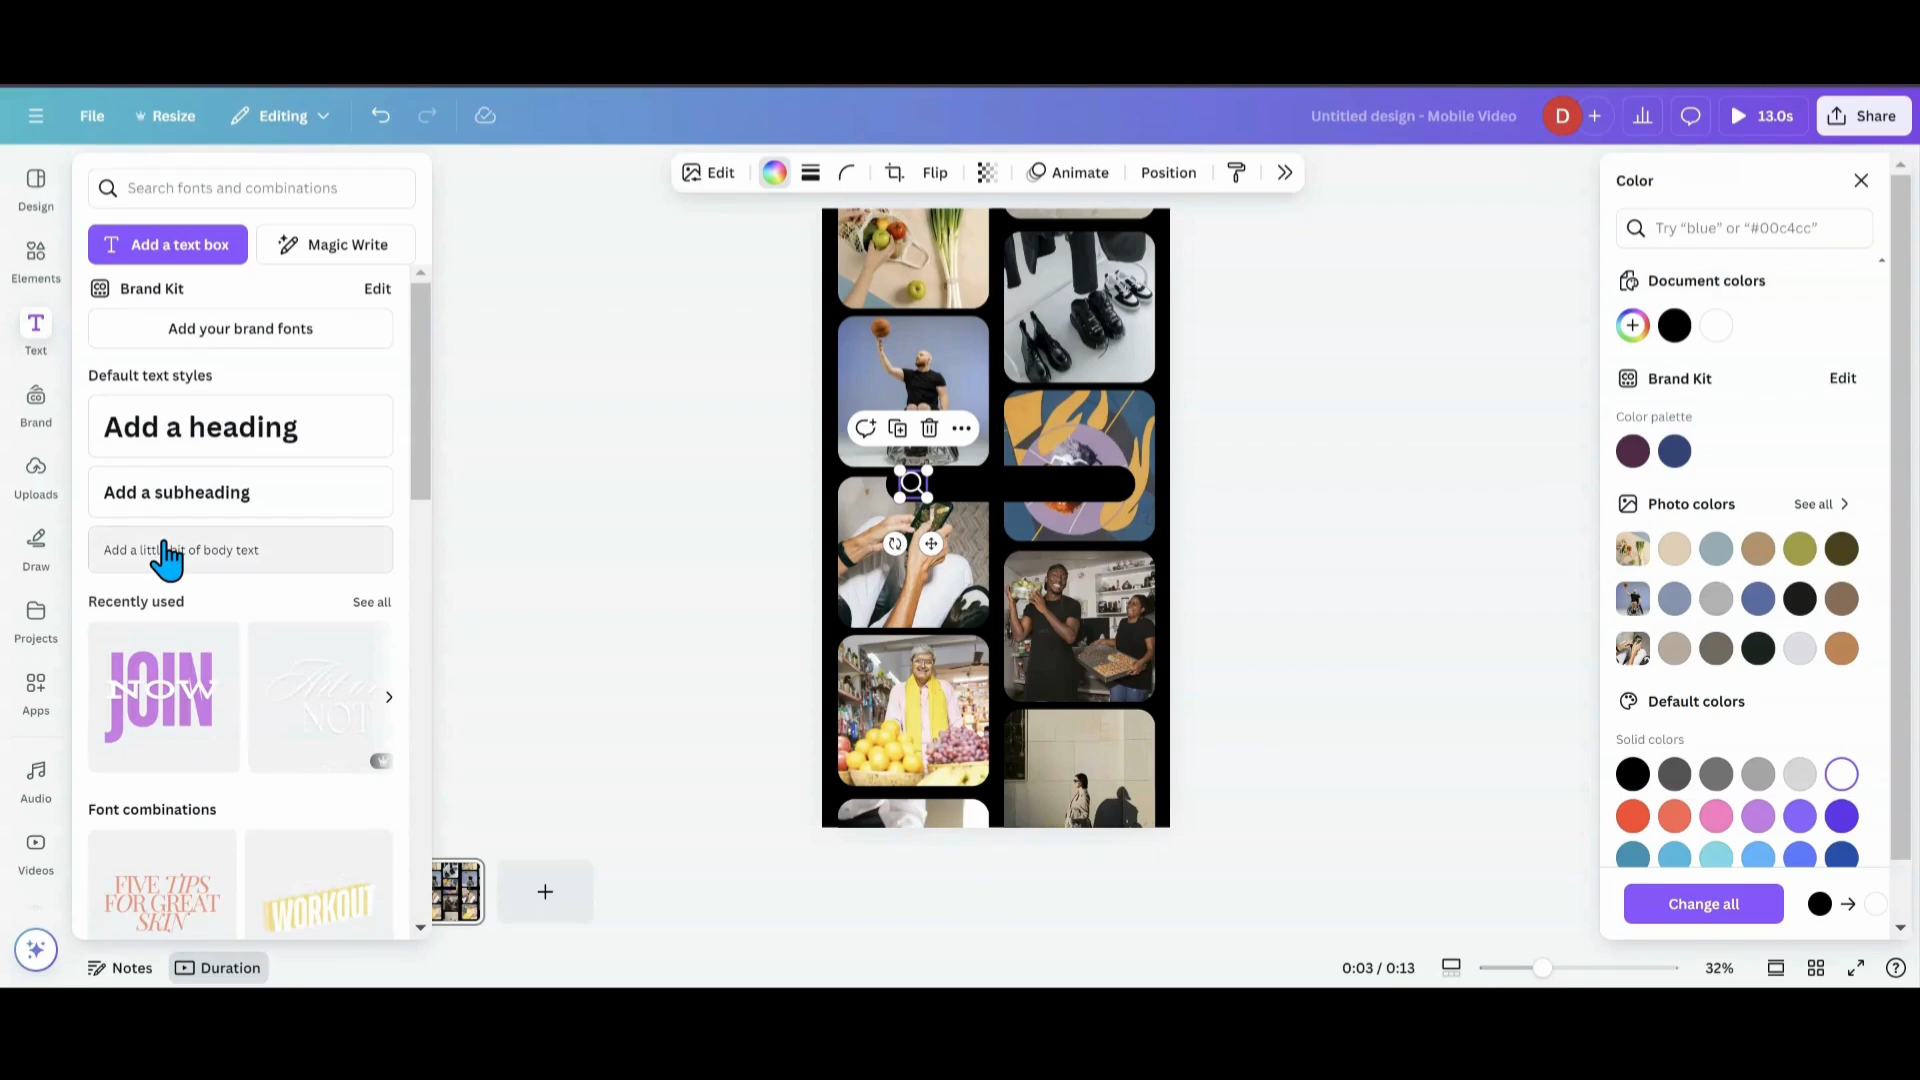 File
Resize
Editing
Untitled design - Mobile Video
D
13.0s
Share
Design
Elements
Text
Brand
Uploads
Draw
Projects
Apps
Audio
Videos
Search fonts and combinations
Add a text box
Magic Write
Brand Kit
Edit
Add your brand fonts
Default text styles
Add a heading
Add a subheading
Add a little bit of body text
Recently used
See all
JOIN
NOW
NOT
Font combinations
FIVE TIPS
FOR GREAT
SKIN
WORKOUT
Edit
Flip
Animate
Position
Color
Try “blue” or “#00c4cc”
Document colors
Brand Kit
Edit
Color palette
Photo colors
See all
Default colors
Solid colors
Change all
Notes
Duration
0:03 / 0:13
32%